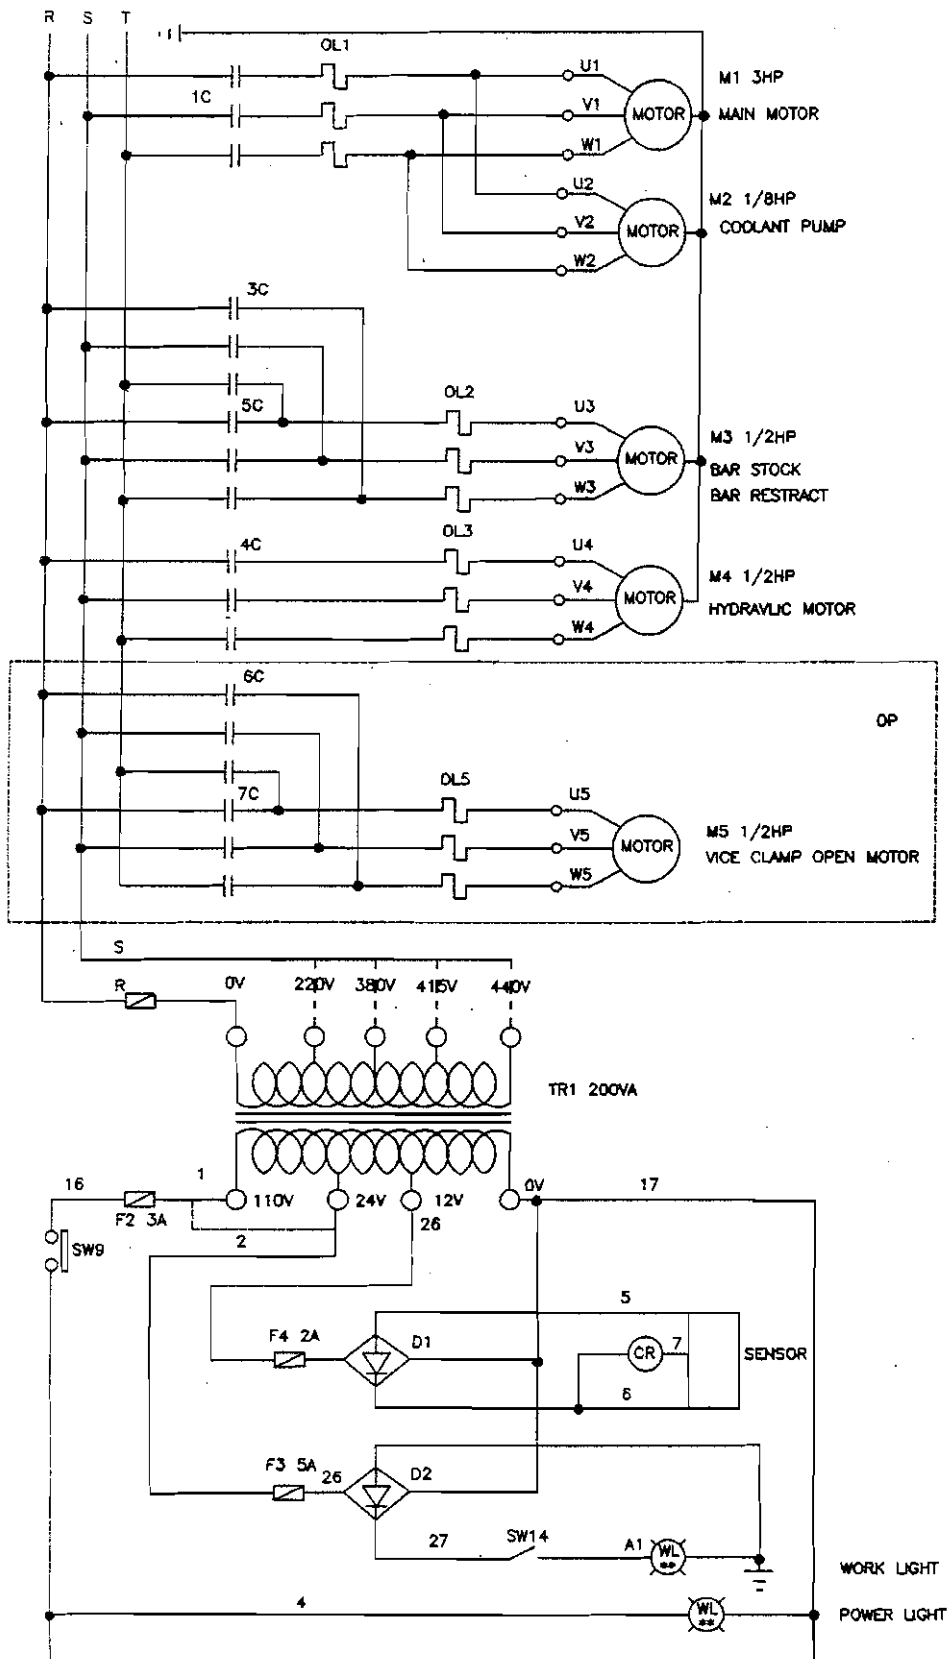 R S T
OL1
U1
M1 3HP
1C
V1
MOTOR
MAIN MOTOR
W1
U2
M2 1/8HP
V2
MOTOR
COOLANT PUMP
W2
3C
OL2
5C
U3
M3 1/2HP
V3
MOTOR
BAR STOCK
W3
BAR RESTRACT
OL3
4C
U4
M4 1/2HP
V4
MOTOR
HYDRAVLIC MOTOR
W4
6C
OP
OL5
7C
U5
M5 1/2HP
V5
MOTOR
VICE CLAMP OPEN MOTOR
W5
S
R
0V 220V 380V 415V 440V
TR1 200VA
16
1
110V 24V 12V 0V
17
F2 3A
26
2
SW9
5
F4 2A
D1
CR
7
SENSOR
6
F3 5A
26
D2
27
SW14
A1
WL
**
WORK LIGHT
4
WL
**
POWER LIGHT